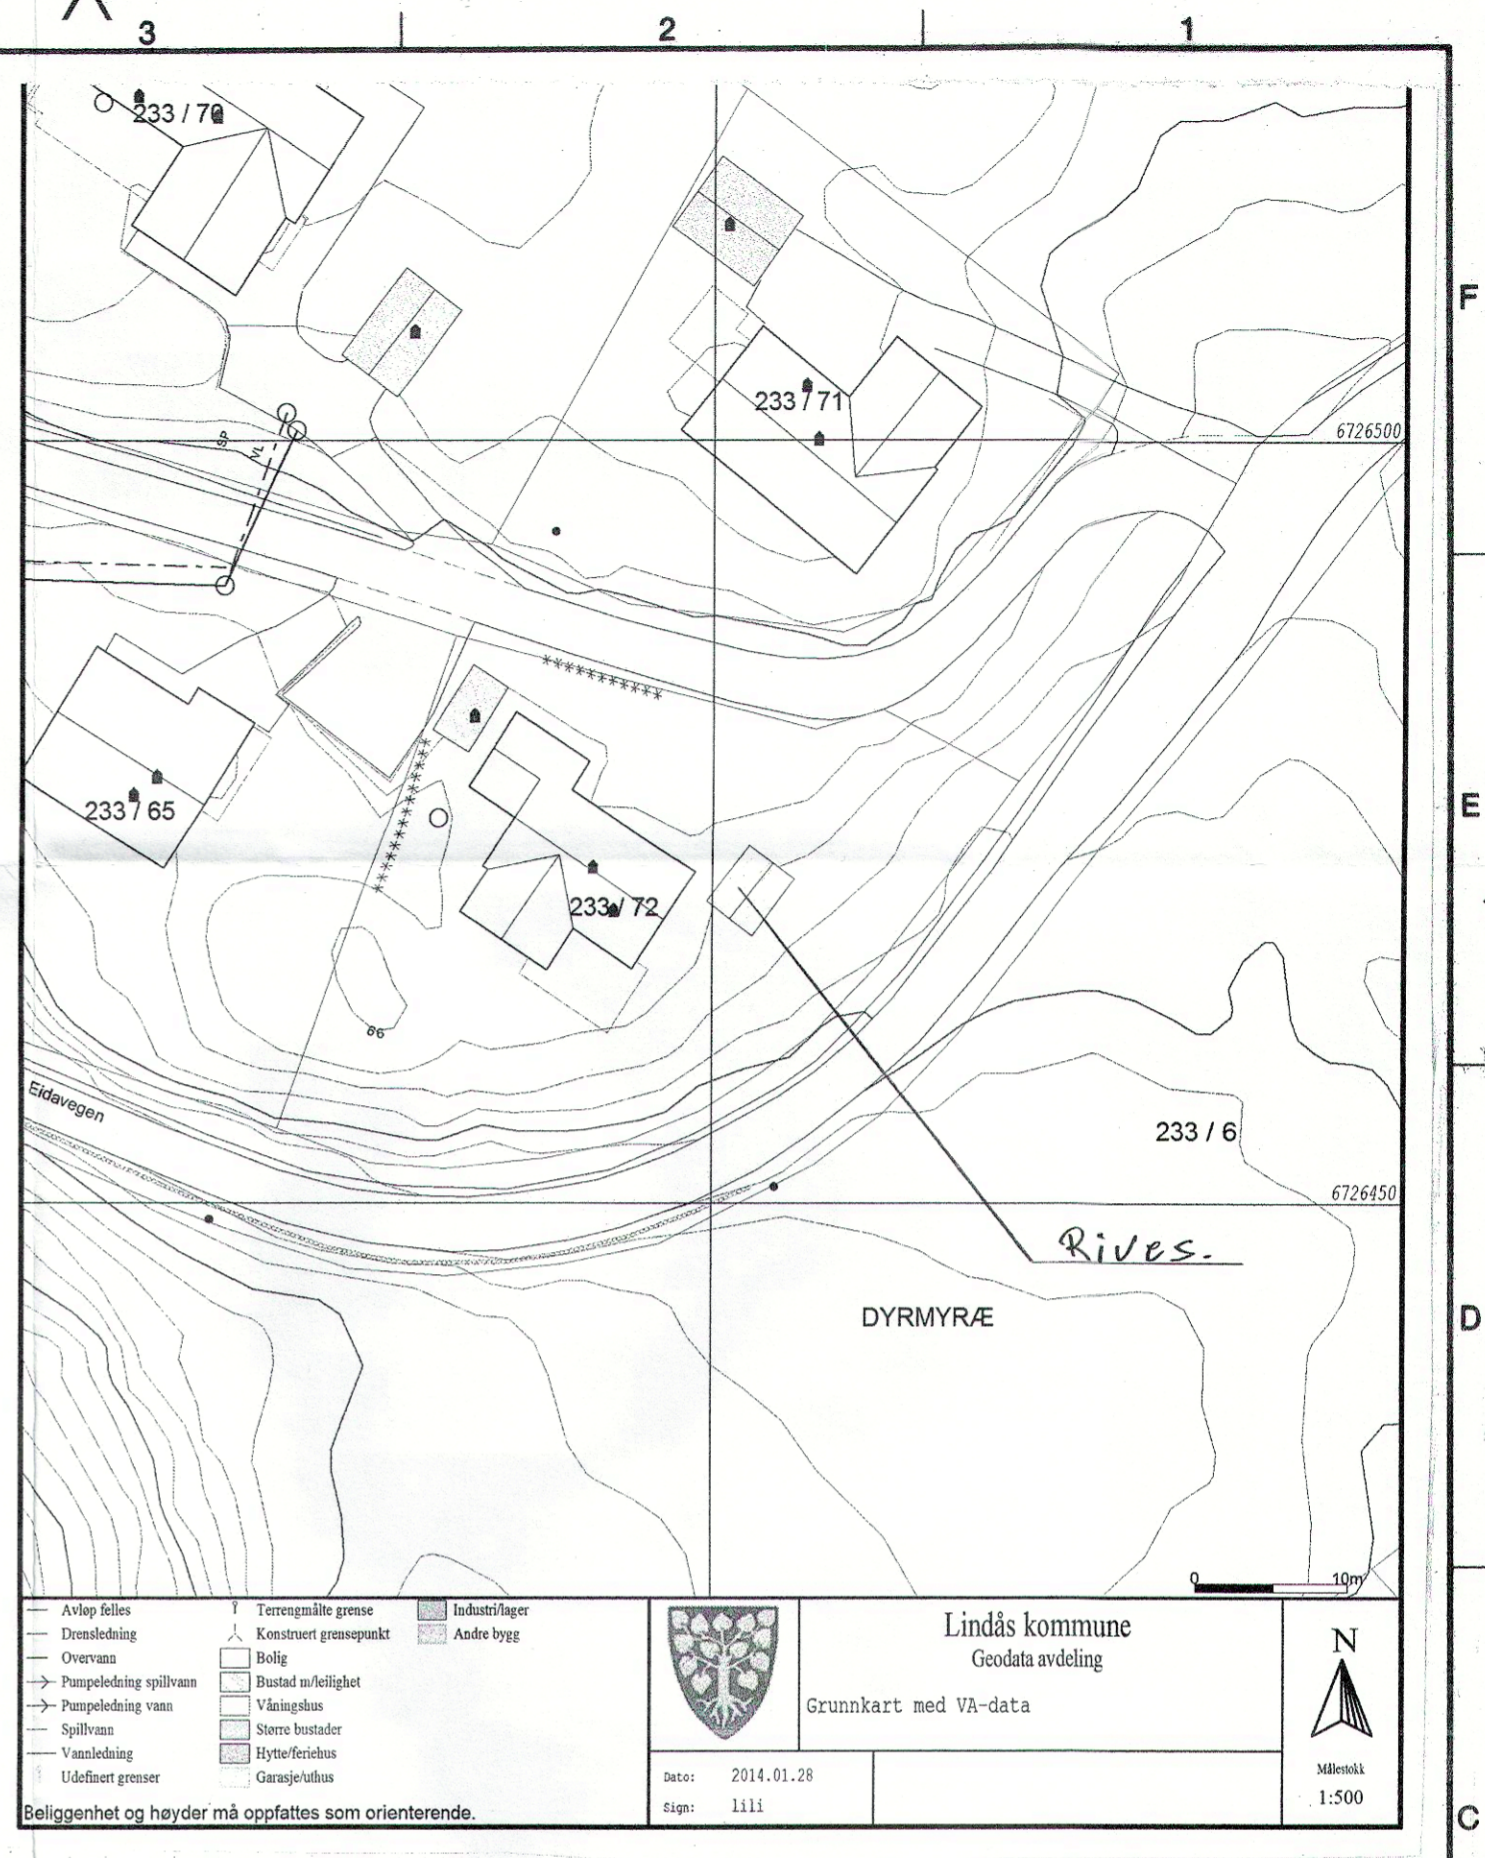 3 2 1
233 / 70
F
233 / 71
6726500
SP
VL
E
233 / 65
233 / 72
86
Eidavegen
233 / 6
6726450
Rives.
DYRMYRÆ
D
0 10m
Avløp felles
Drensledning
Overvann
Pumpeledning spillvann
Pumpeledning vann
Spillvann
Vannledning
Udefinert grenser
Terrengmålte grense
Konstruert grensepunkt
Bolig
Bustad m/leilighet
Våningshus
Større bustader
Hytte/feriehus
Garasje/uthus
Industri/lager
Andre bygg
Beliggenhet og høyder må oppfattes som orienterende.
Lindås kommune
Geodata avdeling
Grunnkart med VA-data
Dato: 2014.01.28
Sign: lili
N
Målestokk
1:500
C